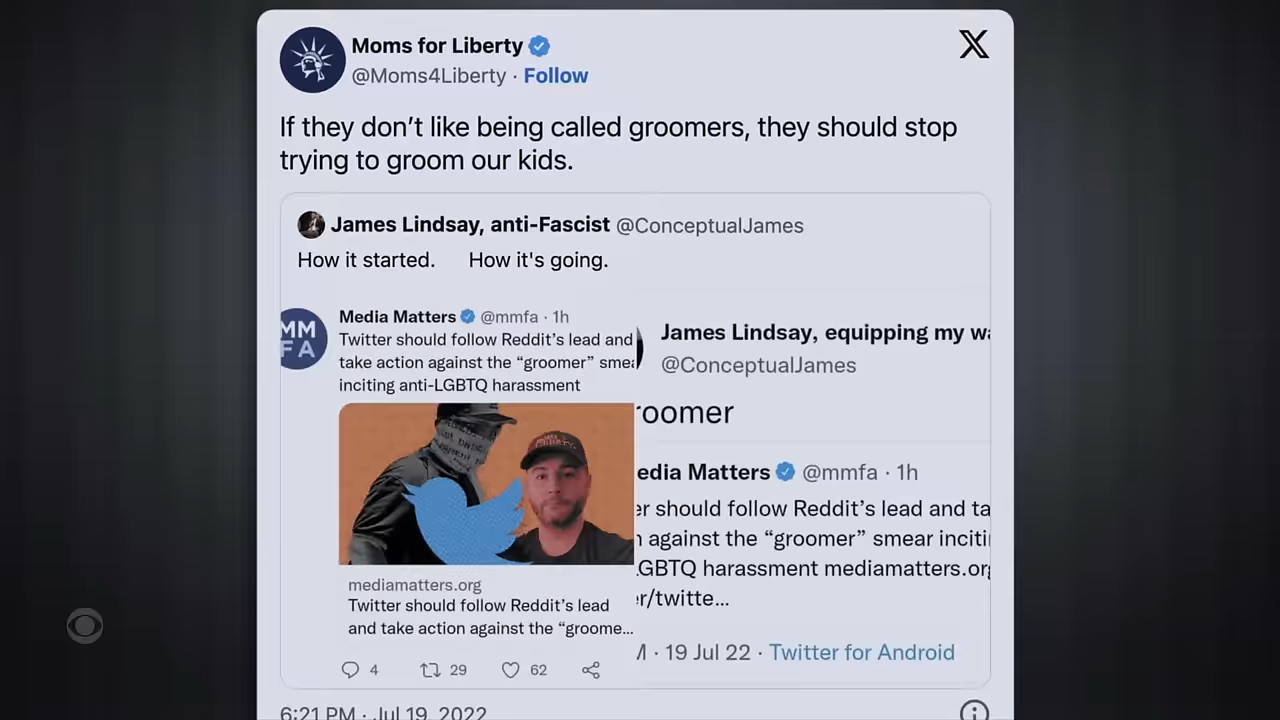 Moms for Liberty
@Moms4Liberty · Follow
If they don’t like being called groomers, they should stop
trying to groom our kids.
James Lindsay, anti-Fascist @ConceptualJames
How it started. How it's going.
MM
FA
Media Matters @mmfa · 1h
Twitter should follow Reddit’s lead and
take action against the “groomer” smea
inciting anti-LGBTQ harassment
mediamatters.org
Twitter should follow Reddit’s lead
and take action against the “groome...
4 29 62
James Lindsay, equipping my wa
@ConceptualJames
roomer
edia Matters @mmfa · 1h
er should follow Reddit’s lead and ta
against the “groomer” smear inciti
LGBTQ harassment mediamatters.org
er/twitte...
M · 19 Jul 22 · Twitter for Android
6:21 PM · Jul 19, 2022